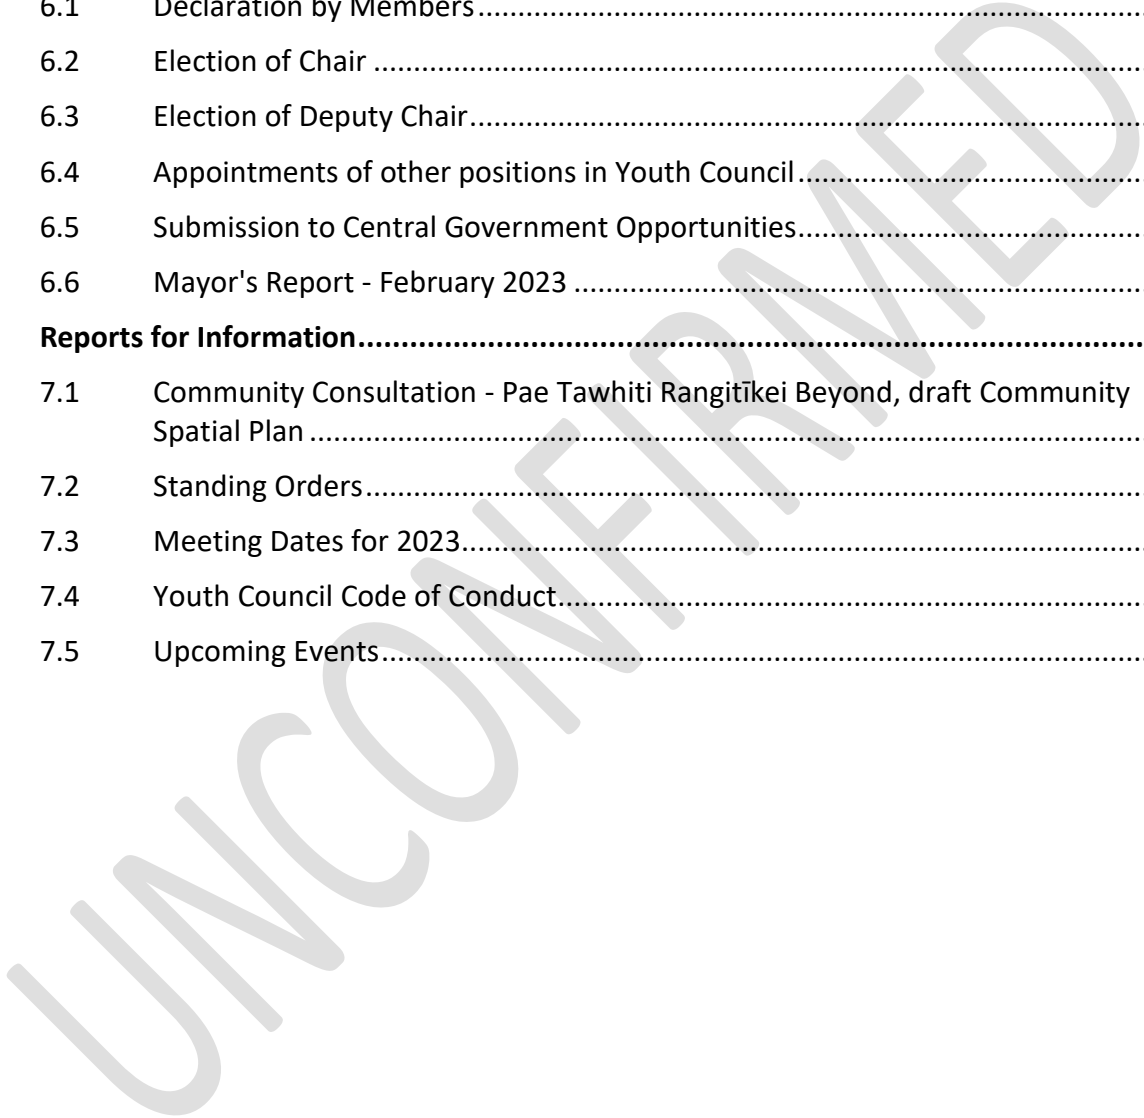 6.1 Declaration by Members................................................................................
6.2 Election of Chair................................................................................
6.3 Election of Deputy Chair................................................................................
6.4 Appointments of other positions in Youth Council................................................
6.5 Submission to Central Government Opportunities................................................
6.6 Mayor's Report - February 2023................................................................
Reports for Information................................................................................
7.1 Community Consultation - Pae Tawhiti Rangitīkei Beyond, draft Community
Spatial Plan................................................................................
7.2 Standing Orders................................................................................
7.3 Meeting Dates for 2023................................................................................
7.4 Youth Council Code of Conduct................................................................
7.5 Upcoming Events................................................................................
UNCONFIRMED